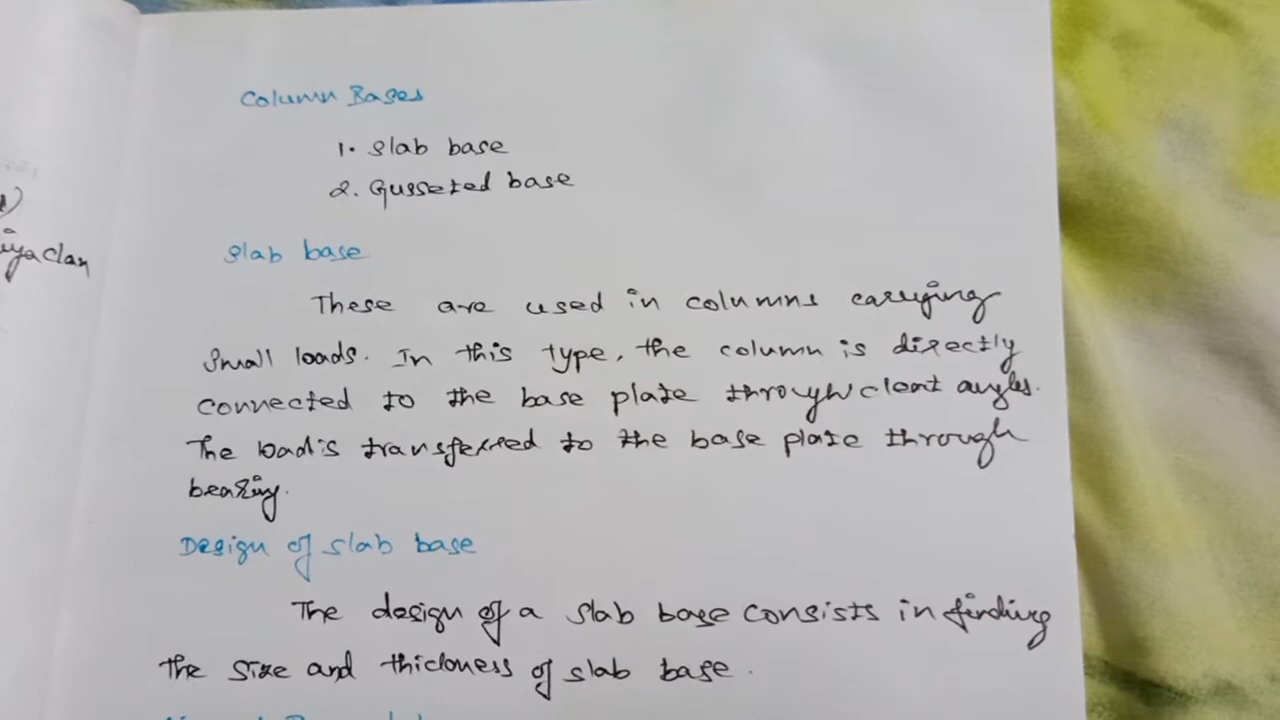 Column Bases
1. Slab base
2. Gusseted base
Slab base
These are used in columns carrying
small loads. In this type, the column is directly
connected to the base plate through cleat angles.
The load is transferred to the base plate through
bearing.
Design of slab base
The design of a slab base consists in finding
the size and thickness of slab base.